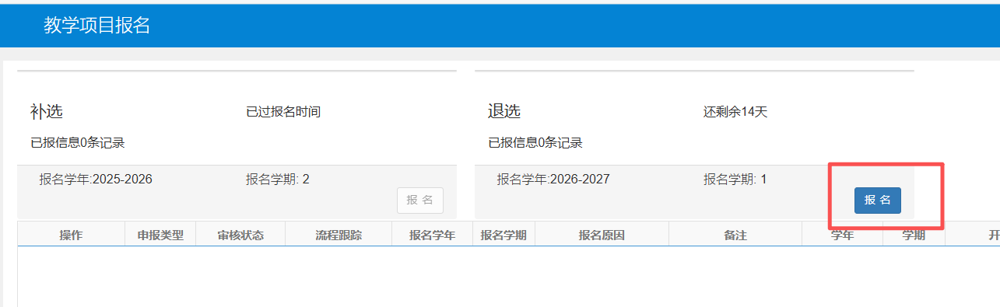 教学项目报名
补选 已过报名时间 退选 还剩余14天
已报信息0条记录 已报信息0条记录
报名学年:2025-2026 报名学期: 2 报名学年:2026-2027 报名学期: 1
报 名 报 名
操作 申报类型 审核状态 流程跟踪 报名学年 报名学期 报名原因 备注 学年 学期 开